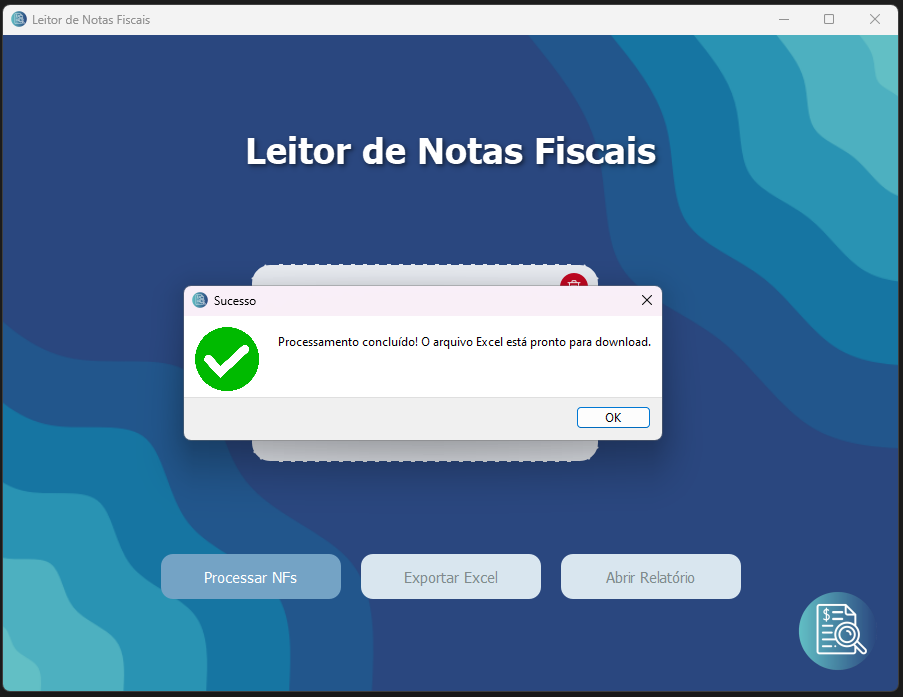 Leitor de Notas Fiscais
Leitor de Notas Fiscais
Sucesso
Processamento concluído! O arquivo Excel está pronto para download.
OK
Processar NFs
Exportar Excel
Abrir Relatório
$